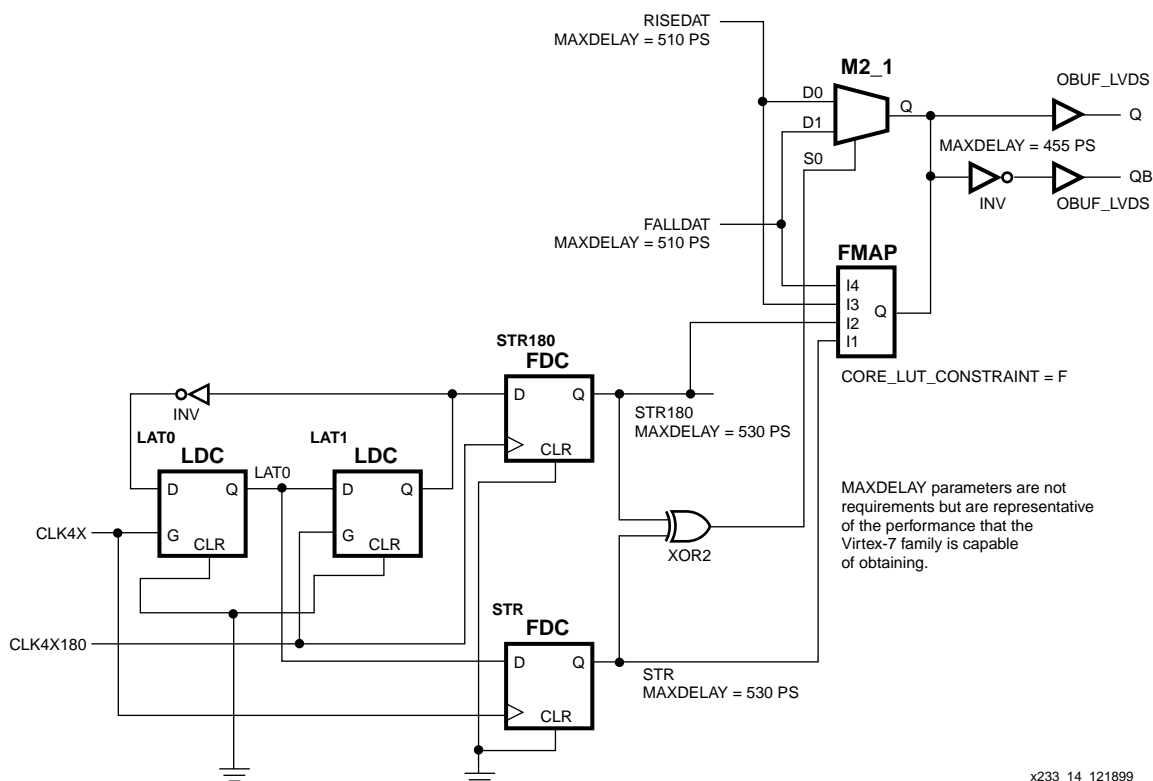 RISEDAT
MAXDELAY = 510 PS
M2_1
D0
D1
S0
Q
OBUF_LVDS
Q
MAXDELAY = 455 PS
QB
INV
OBUF_LVDS
FALLDAT
MAXDELAY = 510 PS
FMAP
I4
I3
I2
I1
Q
CORE_LUT_CONSTRAINT = F
STR180
FDC
D
Q
CLR
STR180
MAXDELAY = 530 PS
INV
LAT0
LDC
D
Q
G
CLR
LAT0
LAT1
LDC
D
Q
G
CLR
CLK4X
XOR2
MAXDELAY parameters are not
requirements but are representative
of the performance that the
Virtex-7 family is capable
of obtaining.
CLK4X180
STR
FDC
D
Q
CLR
STR
MAXDELAY = 530 PS
x233_14_121899